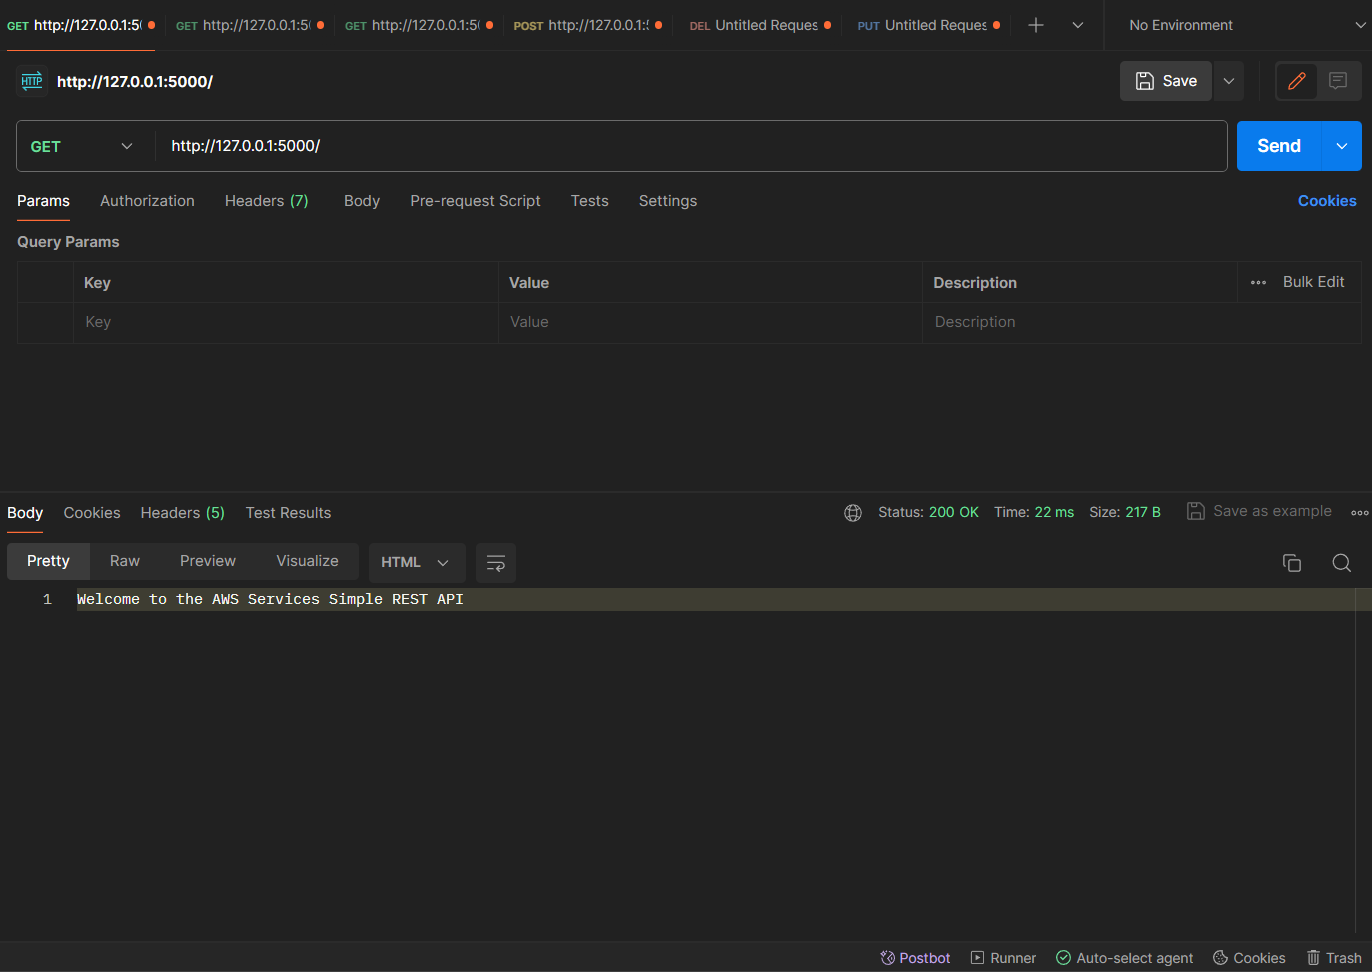 GET http://127.0.0.1:5( GET http://127.0.0.1:5( GET http://127.0.0.1:5( POST http://127.0.0.1:5 DEL Untitled Reques PUT Untitled Reques No Environment
HTTP http://127.0.0.1:5000/ Save
GET http://127.0.0.1:5000/ Send
Params Authorization Headers (7) Body Pre-request Script Tests Settings Cookies
Query Params
Key Value Description Bulk Edit
Key Value Description
Body Cookies Headers (5) Test Results Status: 200 OK Time: 22 ms Size: 217 B Save as example
Pretty Raw Preview Visualize HTML
1 Welcome to the AWS Services Simple REST API
Postbot Runner Auto-select agent Cookies Trash